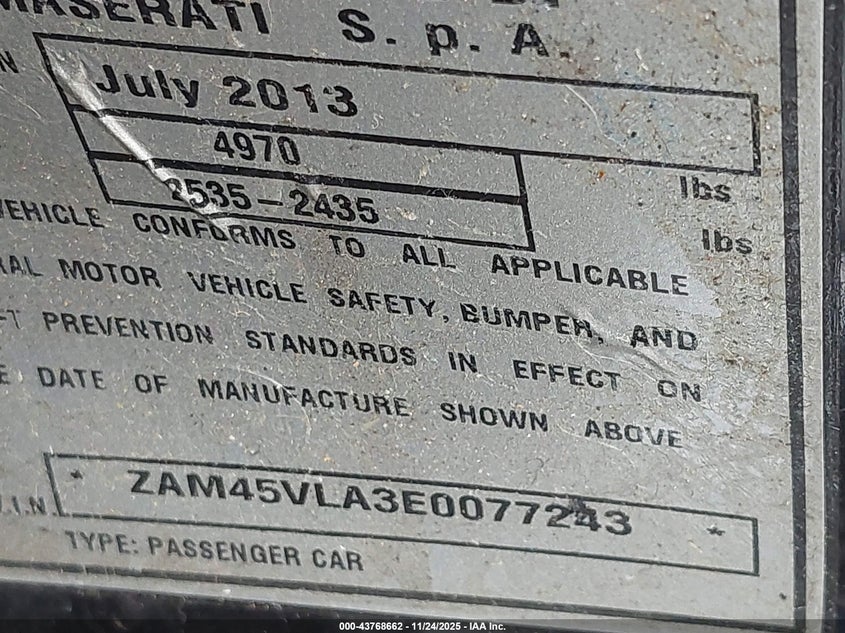 MASERATI S. p. A.
July 2013
4970 lbs
2535-2435 lbs
VEHICLE CONFORMS TO ALL APPLICABLE
MOTOR VEHICLE SAFETY, BUMPER, AND
PREVENTION STANDARDS IN EFFECT ON
DATE OF MANUFACTURE SHOWN ABOVE
V.I.N. * ZAM45VLA3E0077243 *
TYPE: PASSENGER CAR
000-43768662 - 11/24/2025 - IAA Inc.